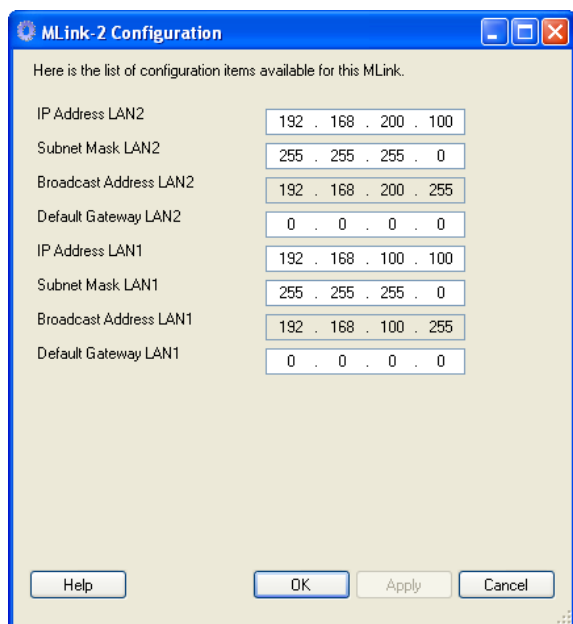 MLink-2 Configuration
Here is the list of configuration items available for this MLink.
IP Address LAN2 192 . 168 . 200 . 100
Subnet Mask LAN2 255 . 255 . 255 . 0
Broadcast Address LAN2 192 . 168 . 200 . 255
Default Gateway LAN2 0 . 0 . 0 . 0
IP Address LAN1 192 . 168 . 100 . 100
Subnet Mask LAN1 255 . 255 . 255 . 0
Broadcast Address LAN1 192 . 168 . 100 . 255
Default Gateway LAN1 0 . 0 . 0 . 0
Help OK Apply Cancel